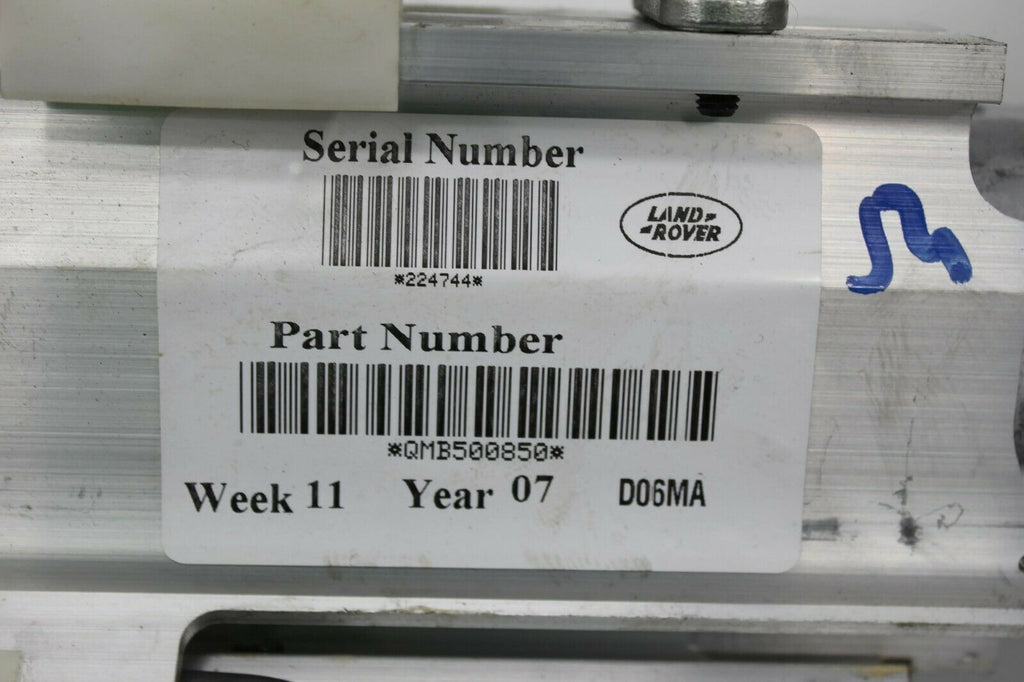 Serial Number
*224744*
LAND
ROVER
Part Number
*QMB500850*
Week 11 Year 07 D06MA